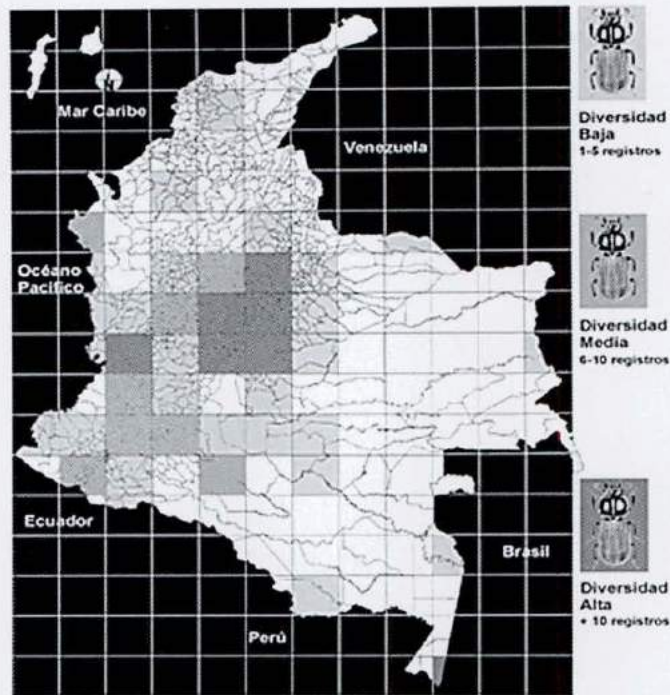 Mar Caribe
Venezuela
Océano
Pacifico
Ecuador
Perú
Brasil
Diversidad
Baja
1-5 registros
Diversidad
Media
6-10 registros
Diversidad
Alta
+ 10 registros